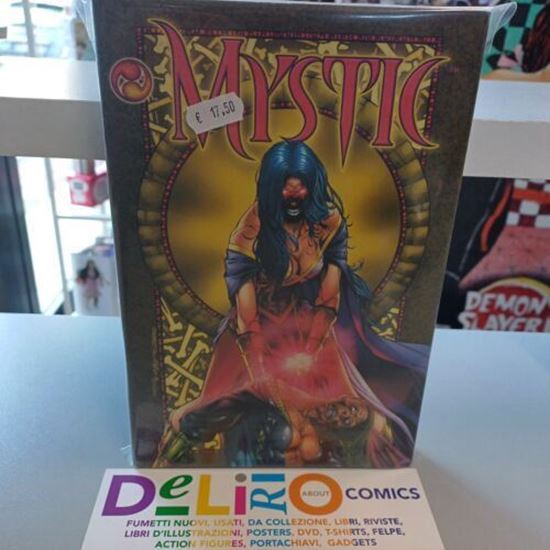 MYSTIC
€ 17,50
DEMON
SLAYER
DeLiRiO ABOUT COMICS
FUMETTI NUOVI, USATI, DA COLLEZIONE, LIBRI, RIVISTE,
LIBRI D'ILLUSTRAZIONI, POSTERS, DVD, T-SHIRTS, FELPE,
ACTION FIGURES, PORTACHIAVI, GADGETS